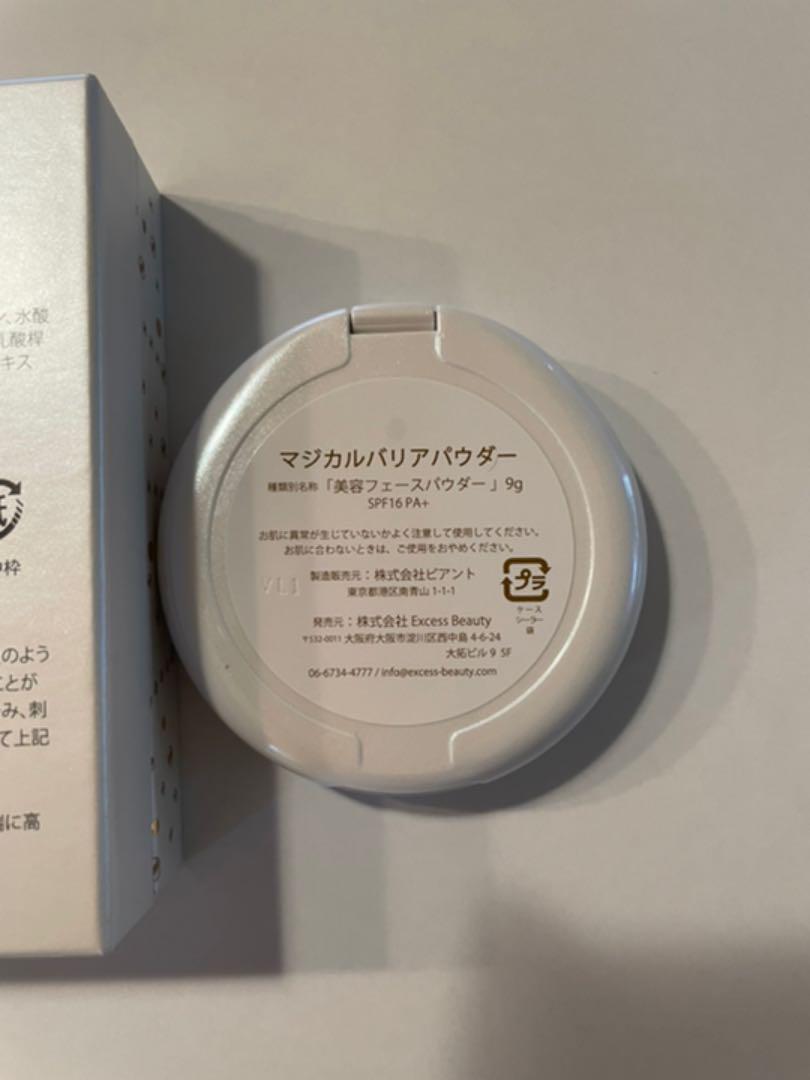 ン、水酸
乳酸桿
キス
枠
のよう
ことが
み、刺
て上記
に高
マジカルバリアパウダー
種類別名称「美容フェースパウダー」9g
SPF16 PA+
お肌に異常が生じていないかよく注意して使用してください。
お肌に合わないときは、ご使用をおやめください。
製造販売元：株式会社ビアント
東京都港区南青山 1-1-1
プラ
ケース
シーラー
袋
VL1
発売元：株式会社 Excess Beauty
〒532-0011 大阪府大阪市淀川区西中島 4-6-24
大拓ビル 9 5F
06-6734-4777 / info@excess-beauty.com